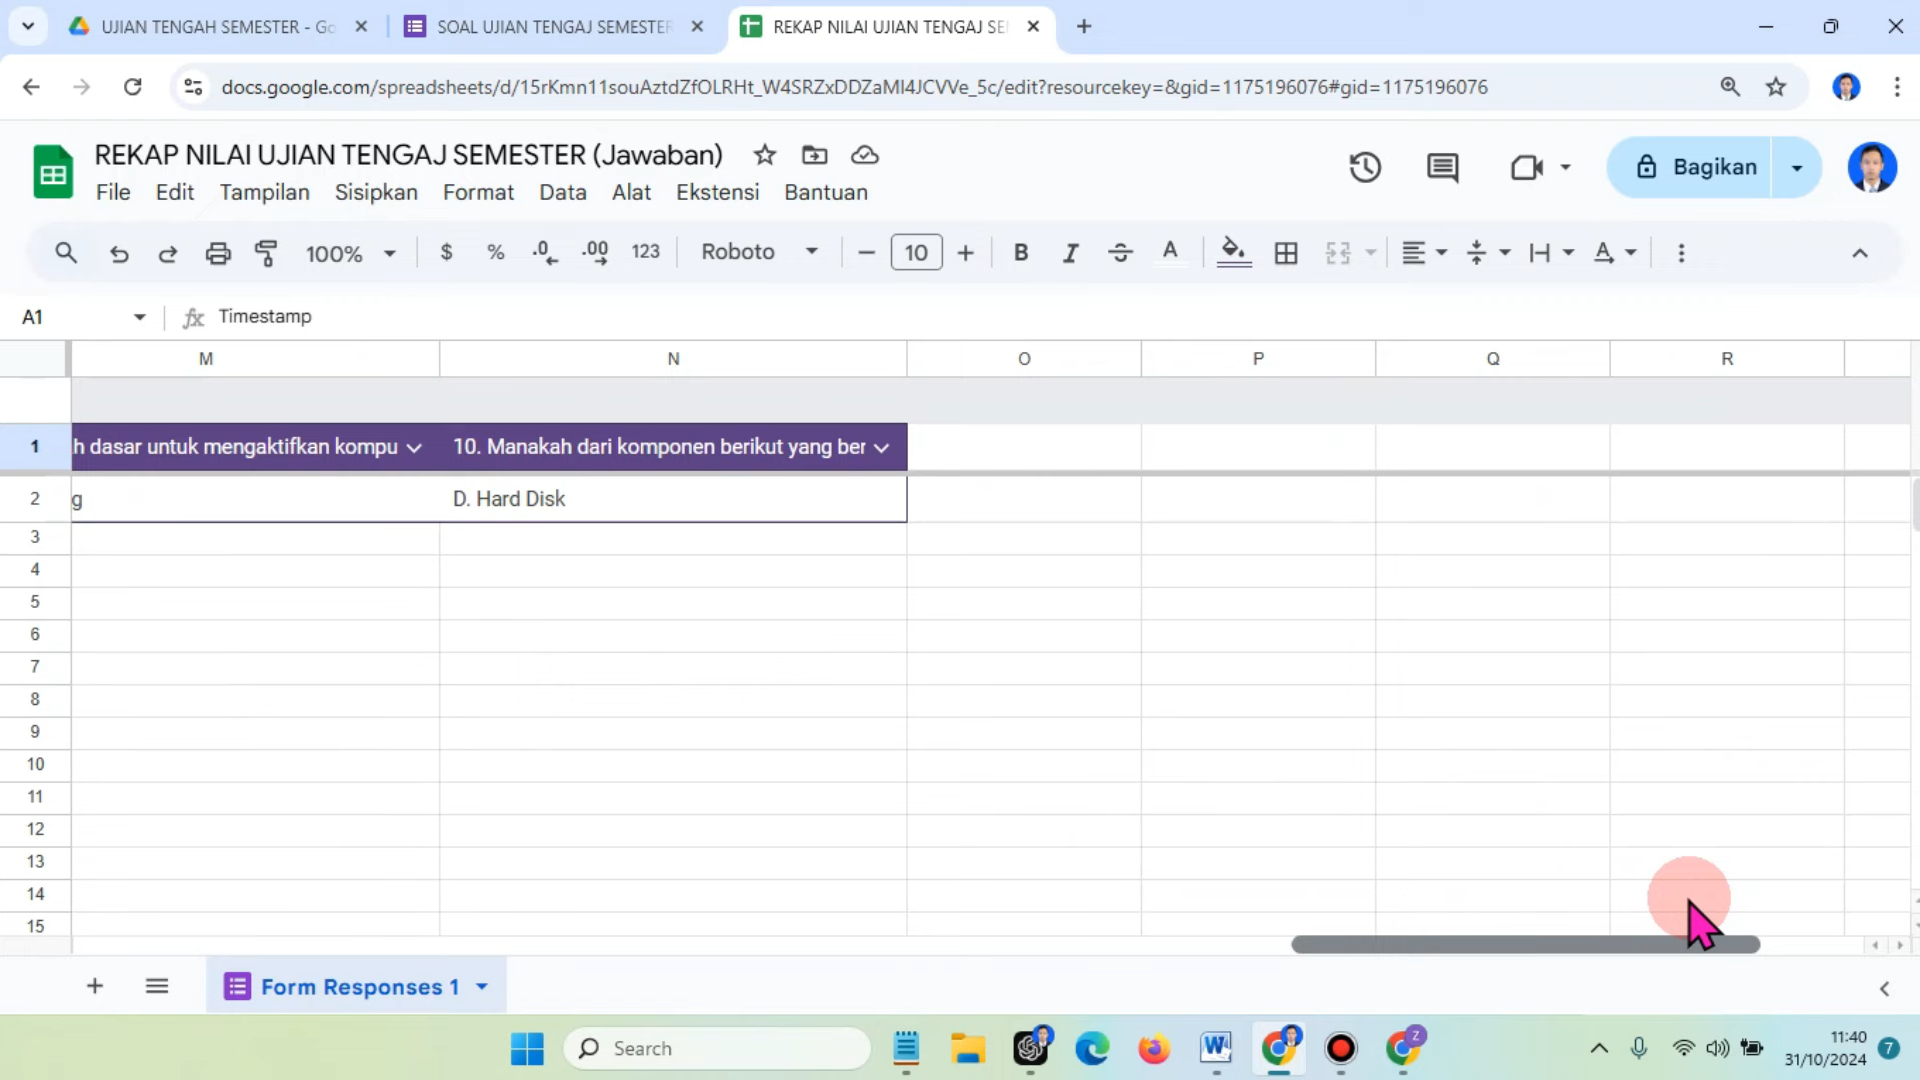 UJIAN TENGAH SEMESTER - Go
SOAL UJIAN TENGAJ SEMESTER
REKAP NILAI UJIAN TENGAJ SE
docs.google.com/spreadsheets/d/15rKmn11souAztdZfOLRHt_W4SRZxDDZaMl4JCVVe_5c/edit?resourcekey=&gid=1175196076#gid=1175196076
REKAP NILAI UJIAN TENGAJ SEMESTER (Jawaban)
File Edit Tampilan Sisipkan Format Data Alat Ekstensi Bantuan
Bagikan
100% $ % .0 .00 123 Roboto 10 B I A
A1 fx Timestamp
M N O P Q R
1 h dasar untuk mengaktifkan kompu 10. Manakah dari komponen berikut yang ber
2 g D. Hard Disk
3
4
5
6
7
8
9
10
11
12
13
14
15
Form Responses 1
Search
Z
11:40
31/10/2024
7